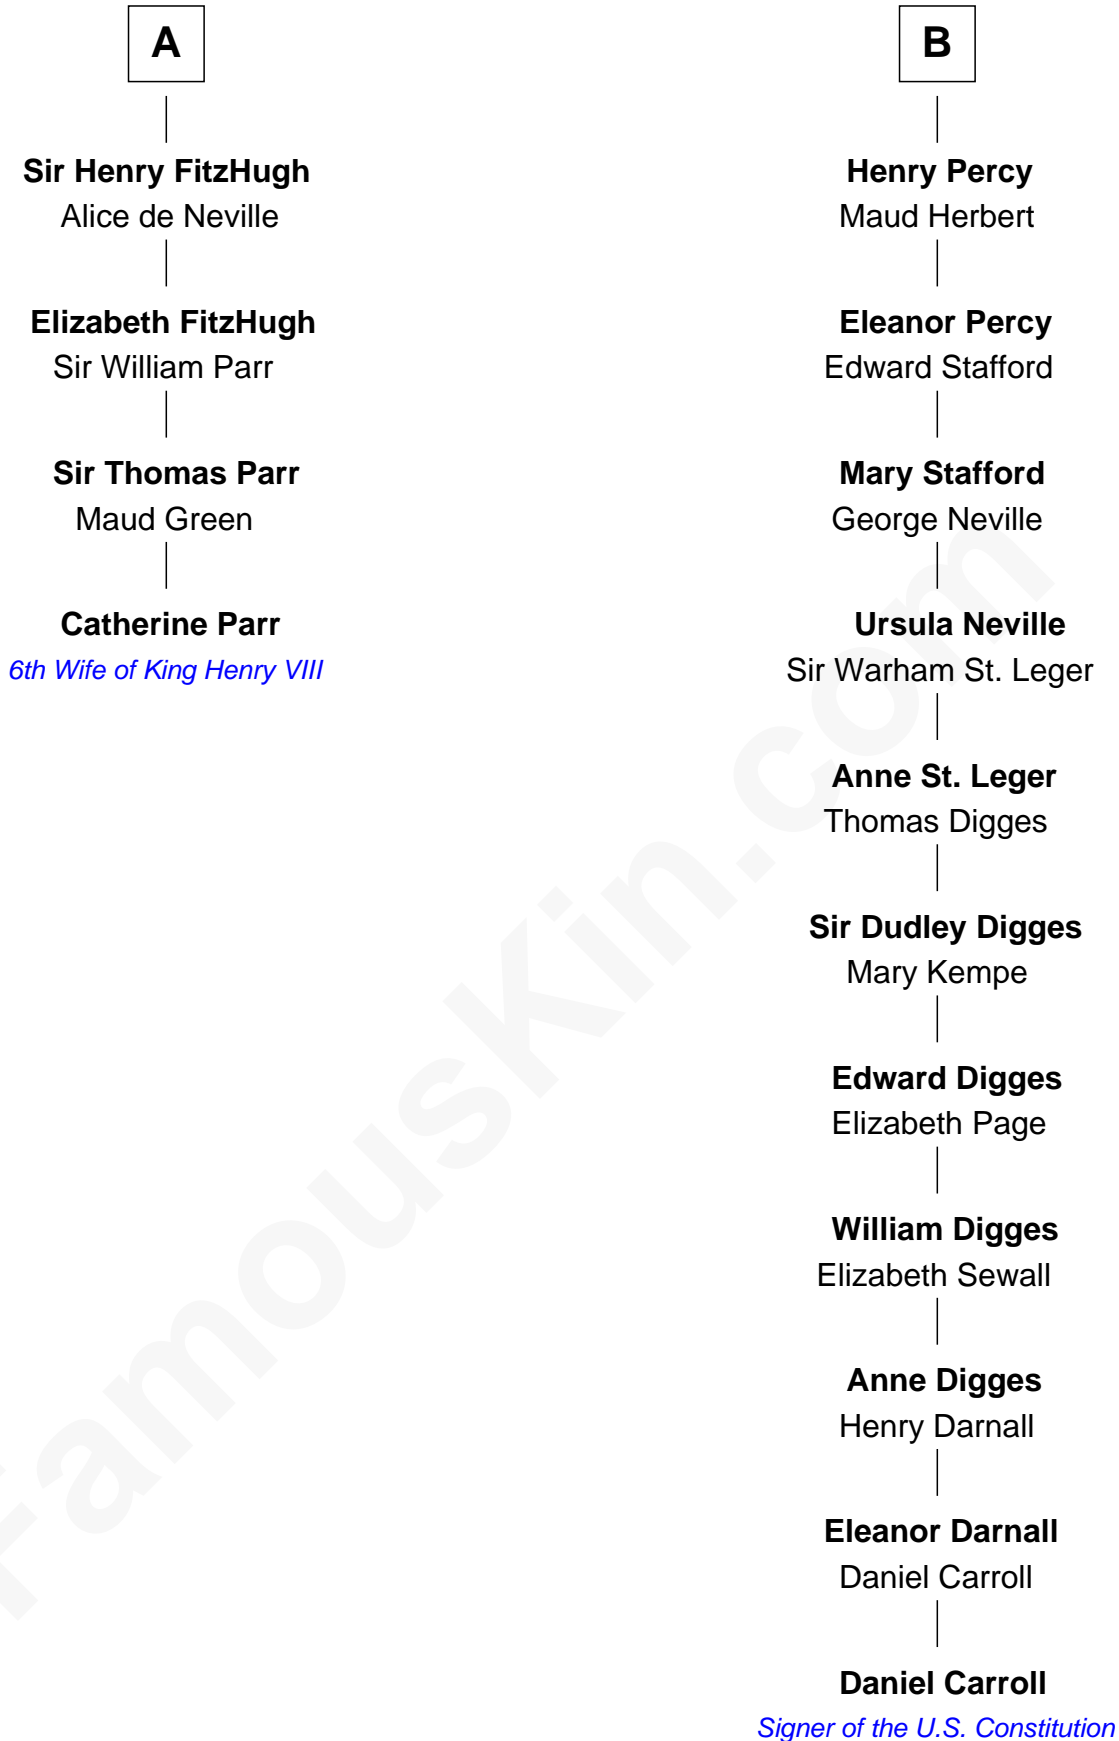 A
Sir Henry FitzHugh
Alice de Neville
Elizabeth FitzHugh
Sir William Parr
Sir Thomas Parr
Maud Green
Catherine Parr
6th Wife of King Henry VIII
B
Henry Percy
Maud Herbert
Eleanor Percy
Edward Stafford
Mary Stafford
George Neville
Ursula Neville
Sir Warham St. Leger
Anne St. Leger
Thomas Digges
Sir Dudley Digges
Mary Kempe
Edward Digges
Elizabeth Page
William Digges
Elizabeth Sewall
Anne Digges
Henry Darnall
Eleanor Darnall
Daniel Carroll
Daniel Carroll
Signer of the U.S. Constitution
FamousKin.com